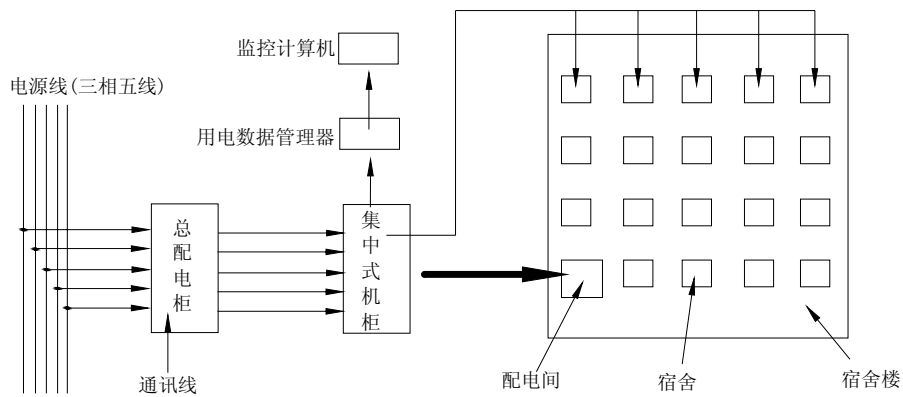 监控计算机
电源线(三相五线)
用电数据管理器
总配电柜
集中式机柜
通讯线
配电间
宿舍
宿舍楼